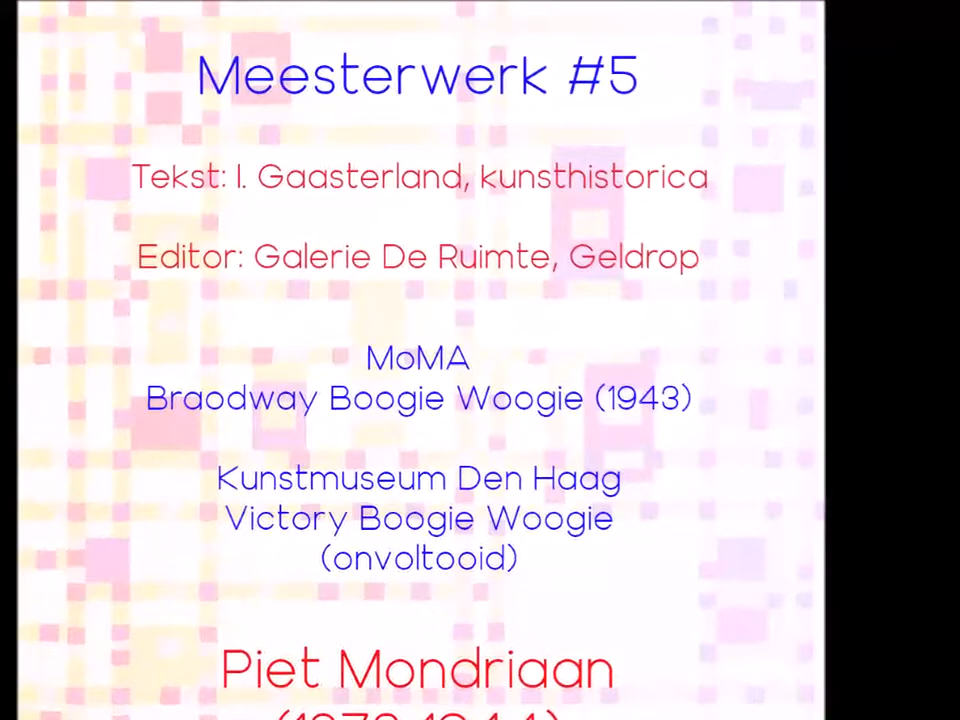 Meesterwerk #5
Tekst: I. Gaasterland, kunsthistorica
Editor: Galerie De Ruimte, Geldrop
MoMA
Braodway Boogie Woogie (1943)
Kunstmuseum Den Haag
Victory Boogie Woogie
(onvoltooid)
Piet Mondriaan